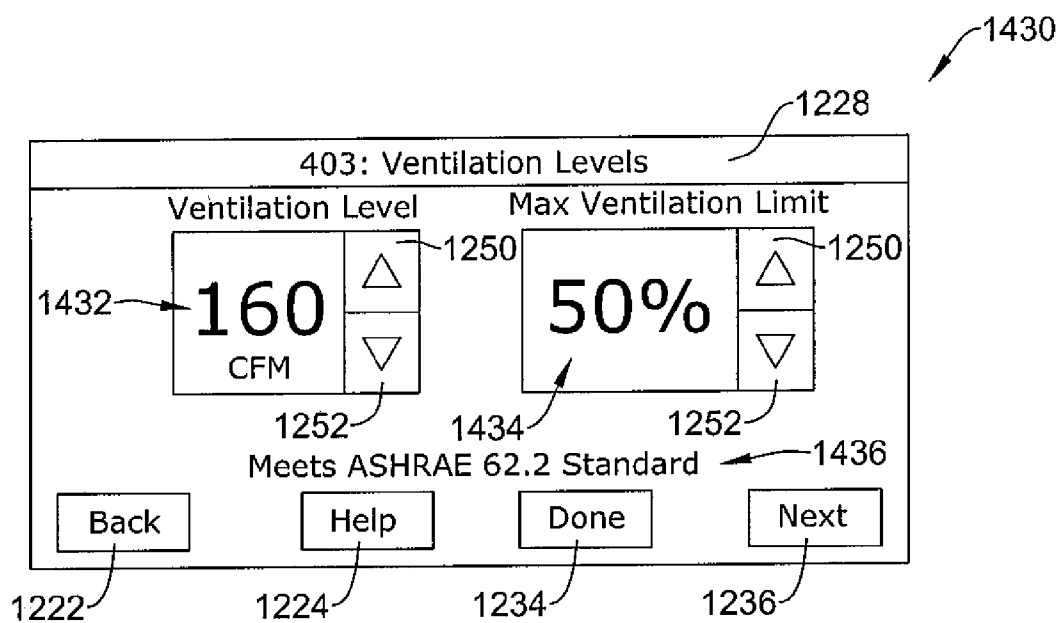 1430
1228
403: Ventilation Levels
Ventilation Level
Max Ventilation Limit
1250
1250
1432
160
CFM
50%
1252
1434
1252
Meets ASHRAE 62.2 Standard
1436
Back
Help
Done
Next
1222
1224
1234
1236